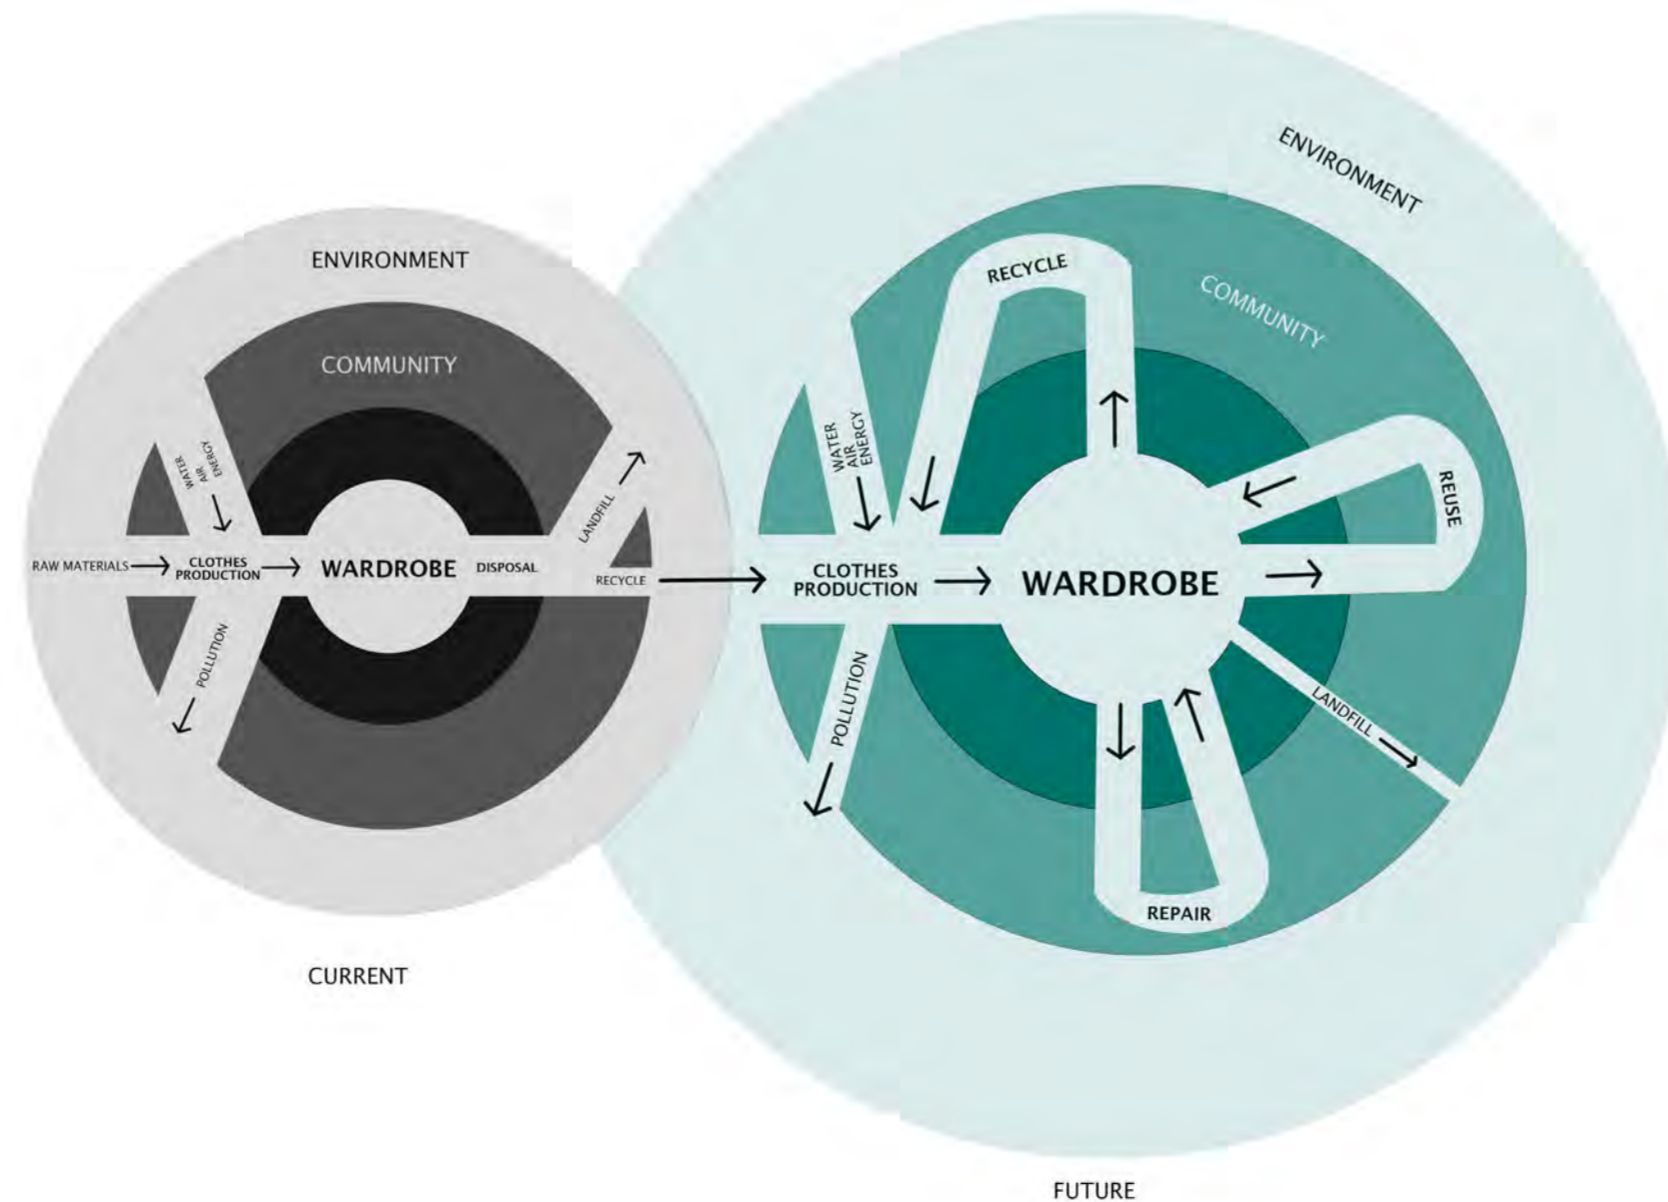 ENVIRONMENT
COMMUNITY
WATER
AIR
ENERGY
RAW MATERIALS
CLOTHES
PRODUCTION
WARDROBE
DISPOSAL
LANDFILL
RECYCLE
POLLUTION
CURRENT
ENVIRONMENT
COMMUNITY
RECYCLE
WATER
AIR
ENERGY
REUSE
CLOTHES
PRODUCTION
WARDROBE
POLLUTION
LANDFILL
REPAIR
FUTURE